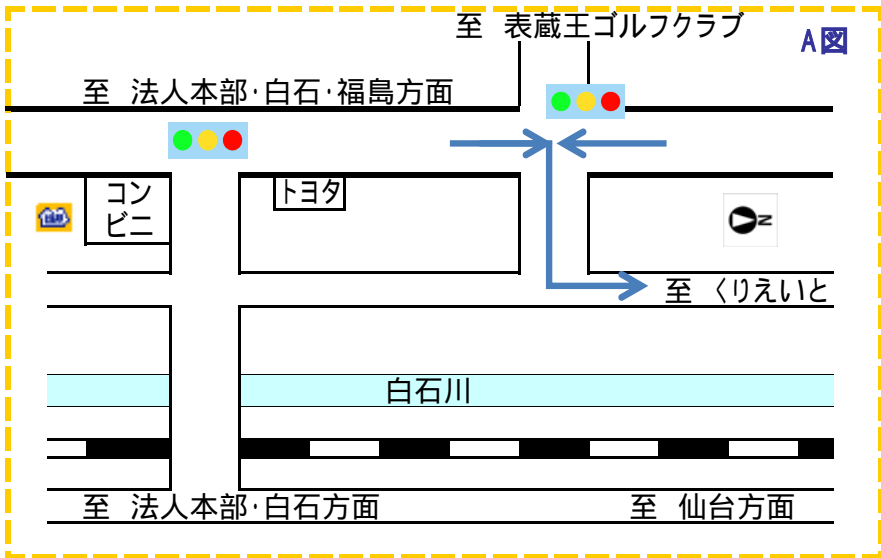 至 表蔵王ゴルフクラブ
A図
至 法人本部･白石･福島方面
コン
ビニ
トヨタ
N
至 くりえいと
白石川
至 法人本部･白石方面
至 仙台方面